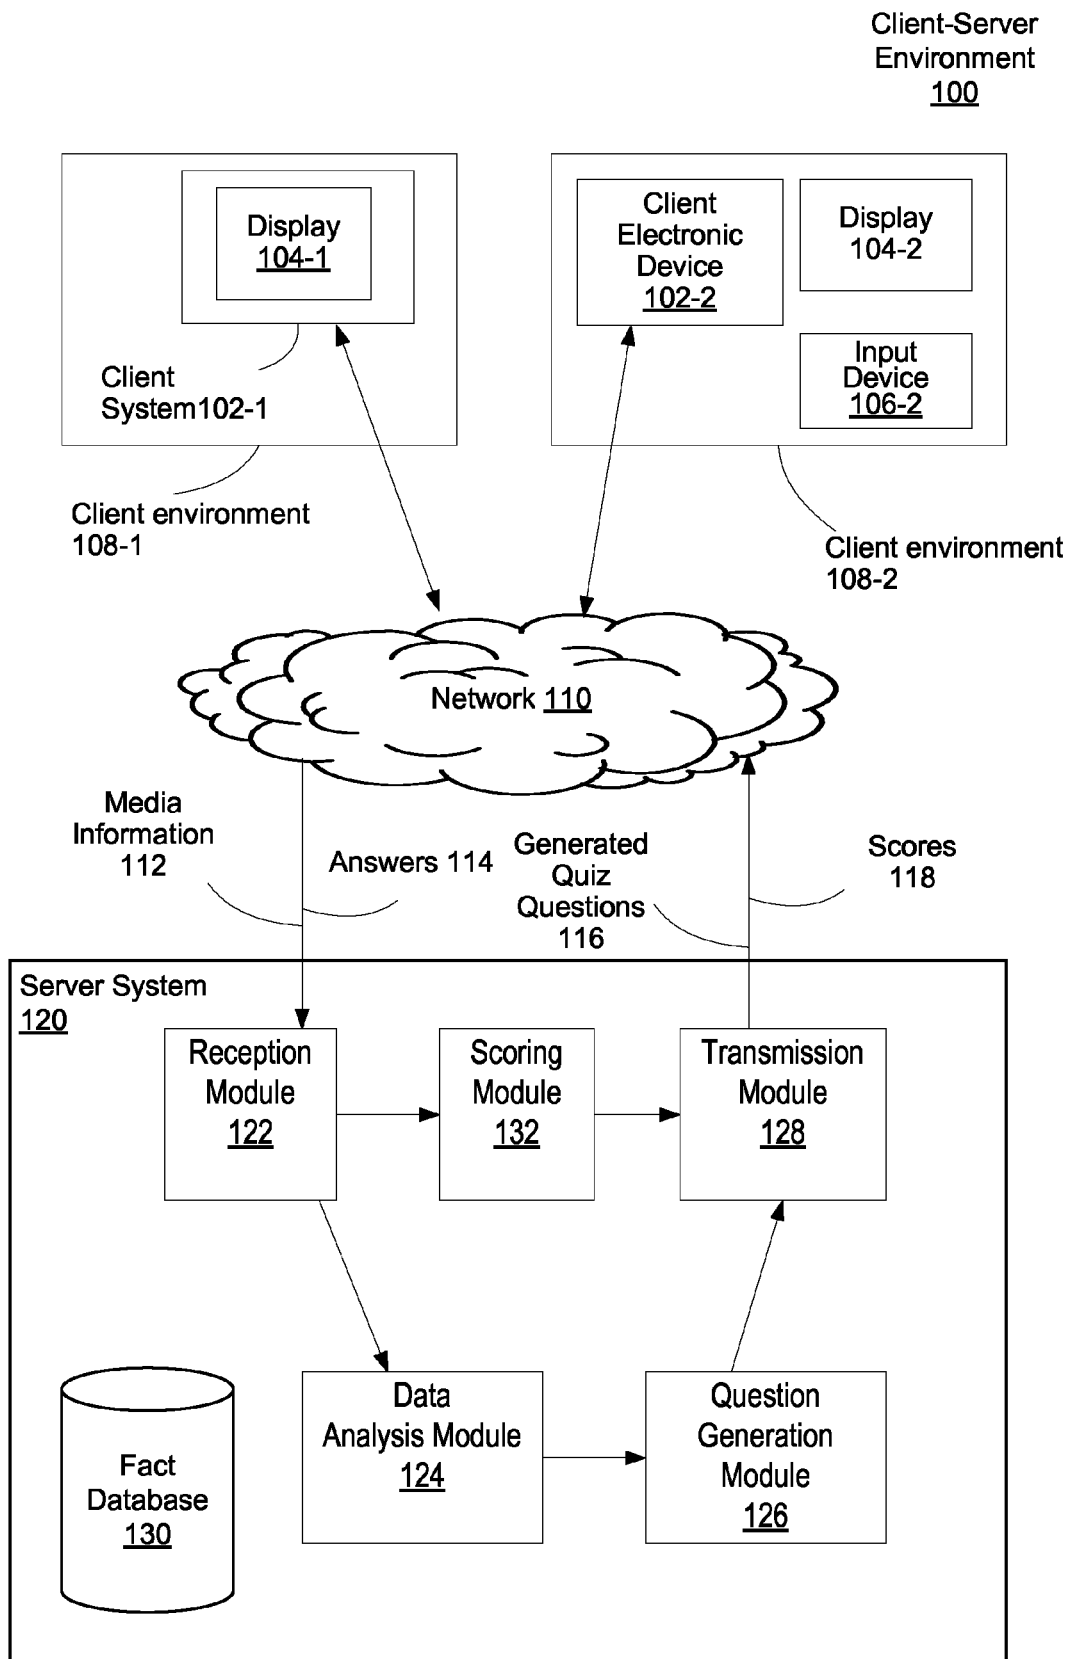 Client-Server
Environment
100
Display
104-1
Client
System102-1
Client
Electronic
Device
102-2
Display
104-2
Input
Device
106-2
Client environment
108-1
Client environment
108-2
Network 110
Media
Information
112
Answers 114
Generated
Quiz
Questions
116
Scores
118
Server System
120
Reception
Module
122
Scoring
Module
132
Transmission
Module
128
Fact
Database
130
Data
Analysis Module
124
Question
Generation
Module
126